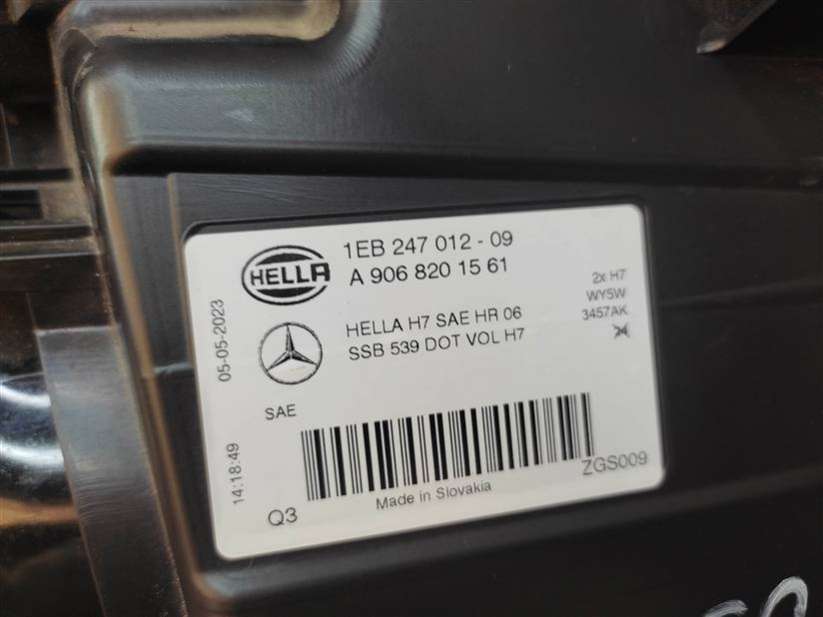 1EB 247 012 - 09
HELLA
A 906 820 15 61
2x H7
WY5W
HELLA H7 SAE HR 06
3457AK
SSB 539 DOT VOL H7
05-05-2023
SAE
14:18:49
ZGS009
Made in Slovakia
Q3